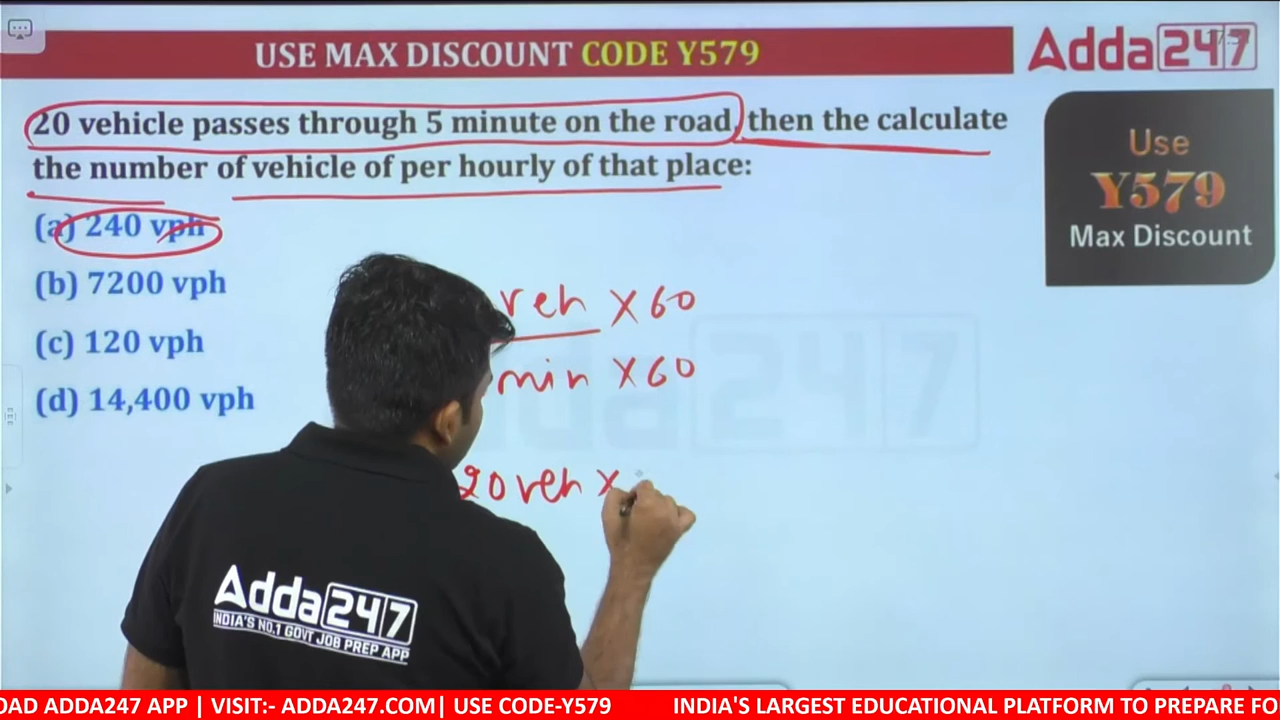 USE MAX DISCOUNT CODE Y579
Adda247
20 vehicle passes through 5 minute on the road, then the calculate
the number of vehicle of per hourly of that place:
(a) 240 vph
(b) 7200 vph
(c) 120 vph
(d) 14,400 vph
Use
Y579
Max Discount
veh X 60
min X 60
20 veh X
Adda247
INDIA'S NO.1 GOVT JOB PREP APP
OAD ADDA247 APP | VISIT:- ADDA247.COM| USE CODE-Y579 INDIA'S LARGEST EDUCATIONAL PLATFORM TO PREPARE FO